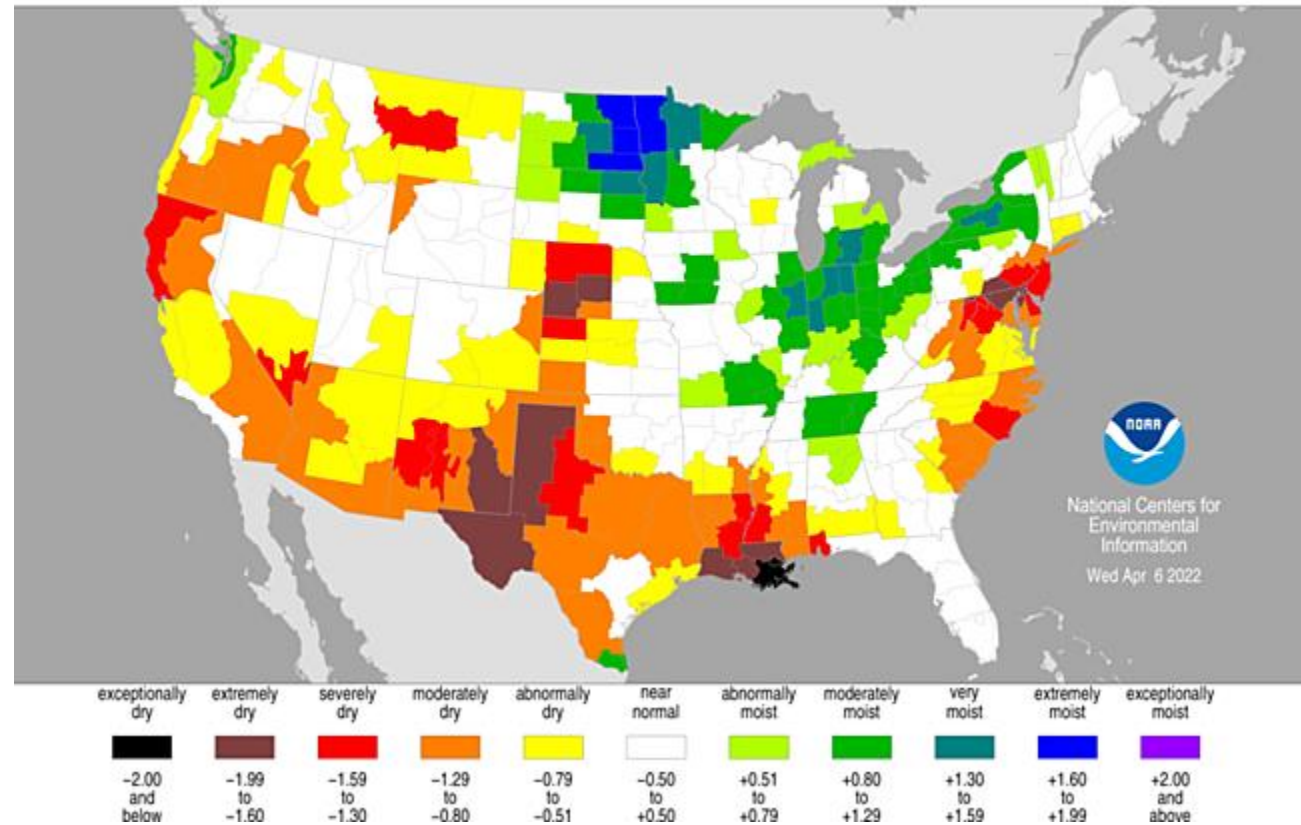 NOAA
National Centers for
Environmental
Information
Wed Apr 6 2022
exceptionally dry
extremely dry
severely dry
moderately dry
abnormally dry
near normal
abnormally moist
moderately moist
very moist
extremely moist
exceptionally moist
−2.00 and below
−1.99 to −1.60
−1.59 to −1.30
−1.29 to −0.80
−0.79 to −0.51
−0.50 to +0.50
+0.51 to +0.79
+0.80 to +1.29
+1.30 to +1.59
+1.60 to +1.99
+2.00 and above